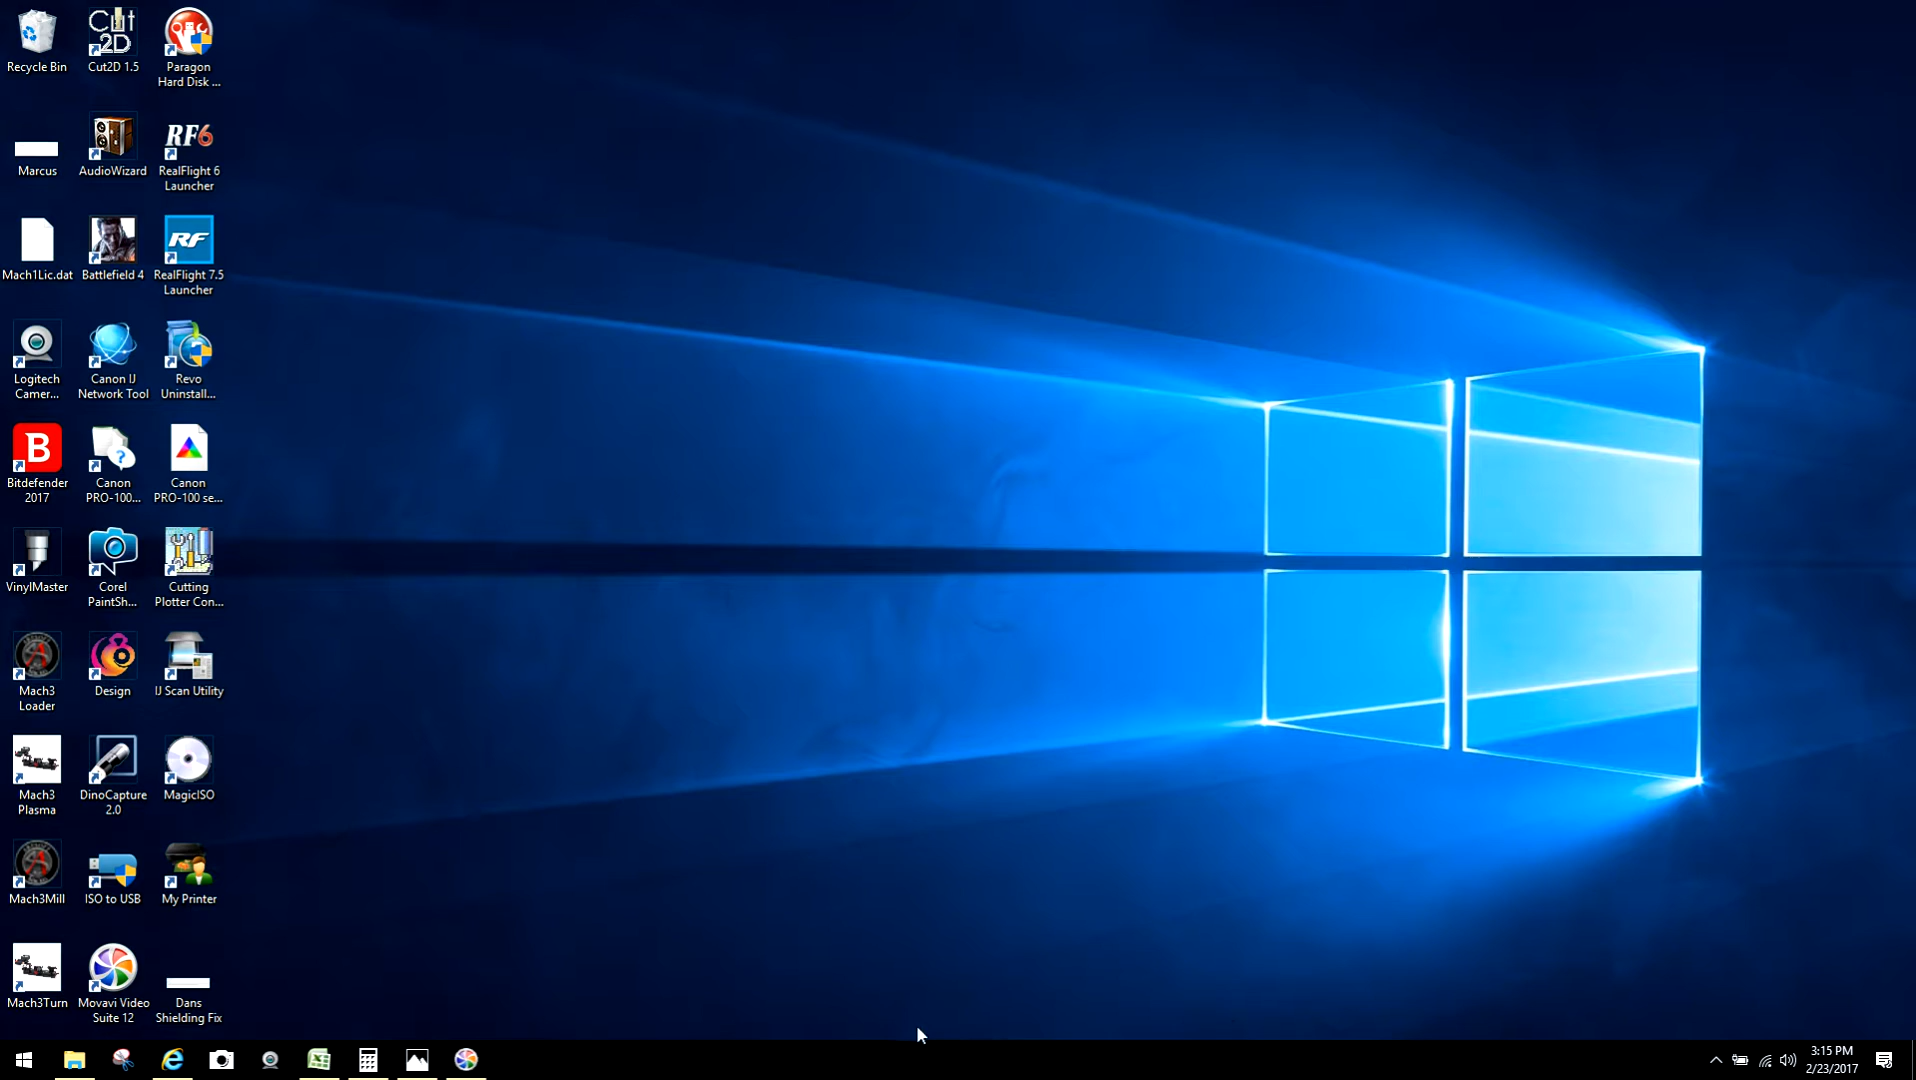 Cut
2D
Recycle Bin
Cut2D 1.5
Paragon
Hard Disk ...
RF6
Marcus
AudioWizard
RealFlight 6
Launcher
RF
Mach1Lic.dat
Battlefield 4
RealFlight 7.5
Launcher
Logitech
Camer...
Canon IJ
Network Tool
Revo
Uninstall...
B
Bitdefender
2017
Canon
PRO-100...
Canon
PRO-100 se...
VinylMaster
Corel
PaintSh...
Cutting
Plotter Con...
Mach3
Loader
Design
IJ Scan Utility
Mach3
Plasma
DinoCapture
2.0
MagicISO
Mach3Mill
ISO to USB
My Printer
Mach3Turn
Movavi Video
Suite 12
Dans
Shielding Fix
3:15 PM
2/23/2017